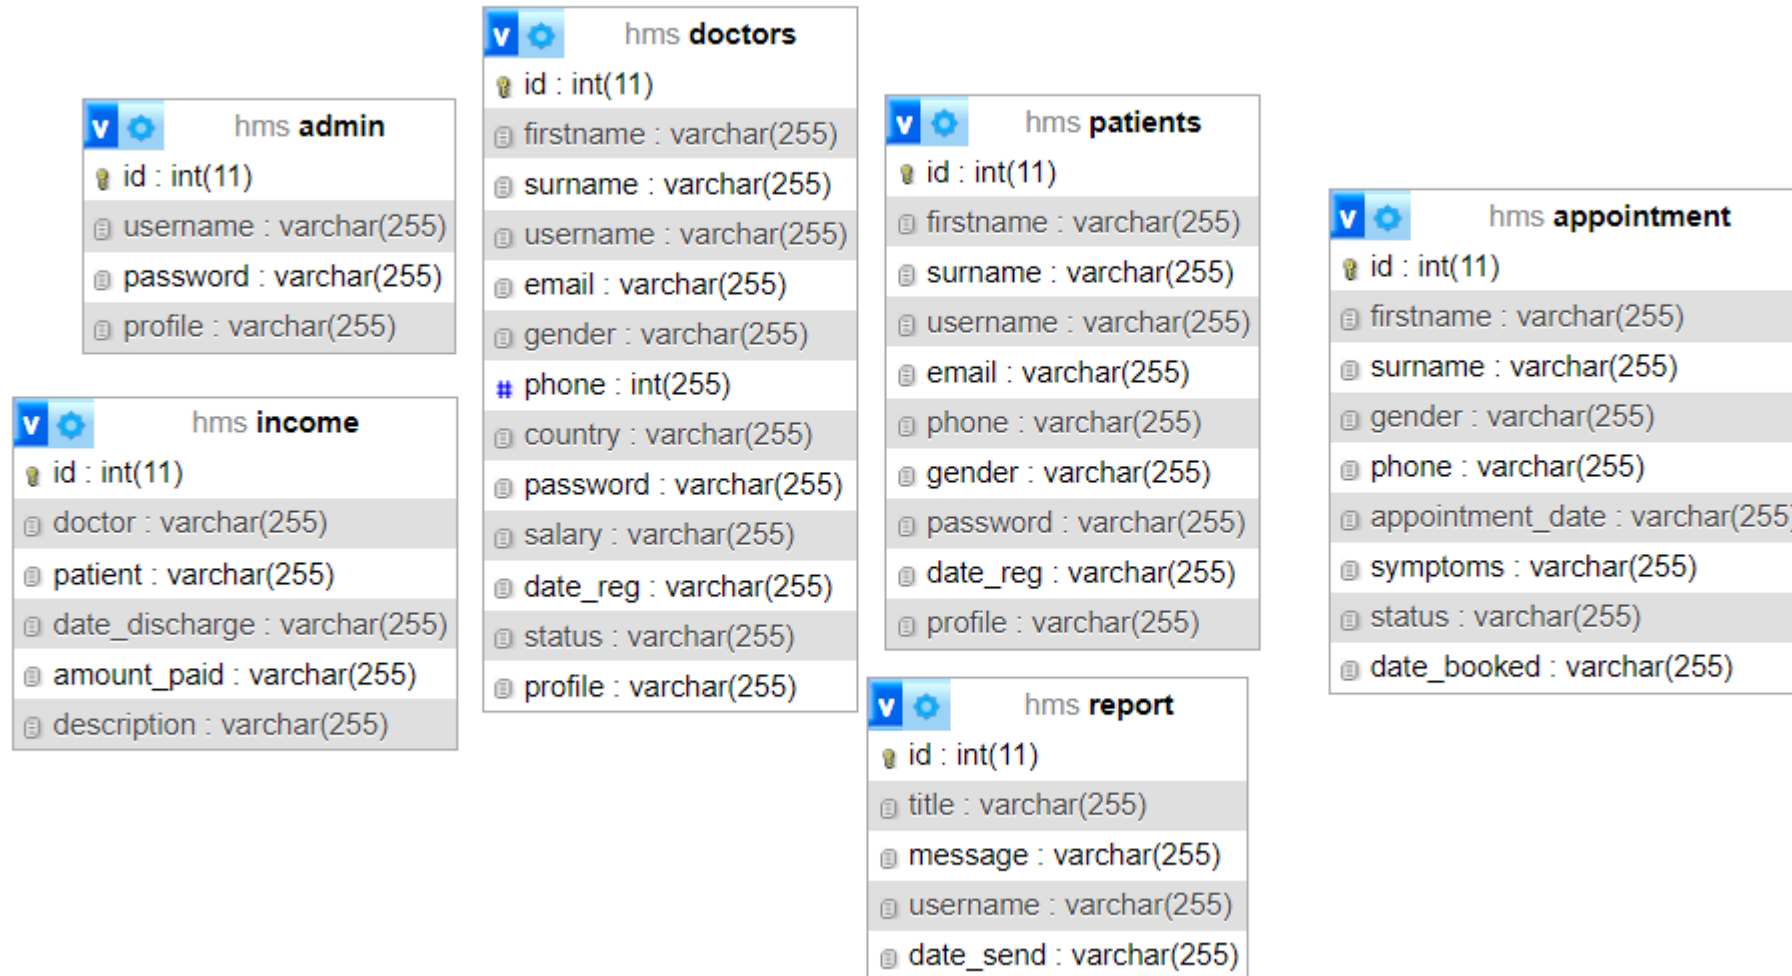 v hms admin
id : int(11)
username : varchar(255)
password : varchar(255)
profile : varchar(255)
v hms income
id : int(11)
doctor : varchar(255)
patient : varchar(255)
date_discharge : varchar(255)
amount_paid : varchar(255)
description : varchar(255)
v hms doctors
id : int(11)
firstname : varchar(255)
surname : varchar(255)
username : varchar(255)
email : varchar(255)
gender : varchar(255)
# phone : int(255)
country : varchar(255)
password : varchar(255)
salary : varchar(255)
date_reg : varchar(255)
status : varchar(255)
profile : varchar(255)
v hms patients
id : int(11)
firstname : varchar(255)
surname : varchar(255)
username : varchar(255)
email : varchar(255)
phone : varchar(255)
gender : varchar(255)
password : varchar(255)
date_reg : varchar(255)
profile : varchar(255)
v hms report
id : int(11)
title : varchar(255)
message : varchar(255)
username : varchar(255)
date_send : varchar(255)
v hms appointment
id : int(11)
firstname : varchar(255)
surname : varchar(255)
gender : varchar(255)
phone : varchar(255)
appointment_date : varchar(255)
symptoms : varchar(255)
status : varchar(255)
date_booked : varchar(255)